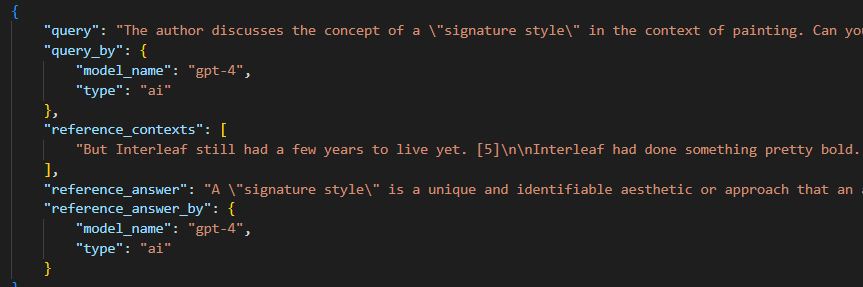 {
"query": "The author discusses the concept of a \"signature style\" in the context of painting. Can you
"query_by": {
"model_name": "gpt-4",
"type": "ai"
},
"reference_contexts": [
"But Interleaf still had a few years to live yet. [5]\n\nInterleaf had done something pretty bold.
],
"reference_answer": "A \"signature style\" is a unique and identifiable aesthetic or approach that an
"reference_answer_by": {
"model_name": "gpt-4",
"type": "ai"
}
}